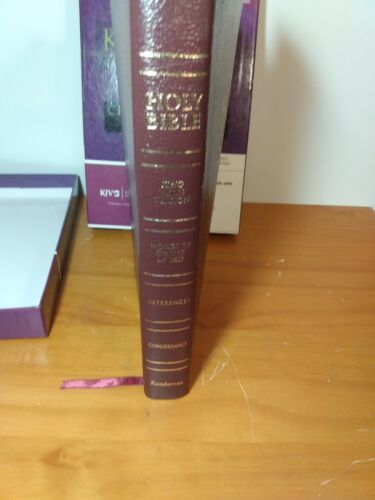 HOLY
BIBLE
KING
JAMES
VERSION
WORDS OF
CHRIST
IN RED
REFERENCES
CONCORDANCE
Zondervan
K
KJV